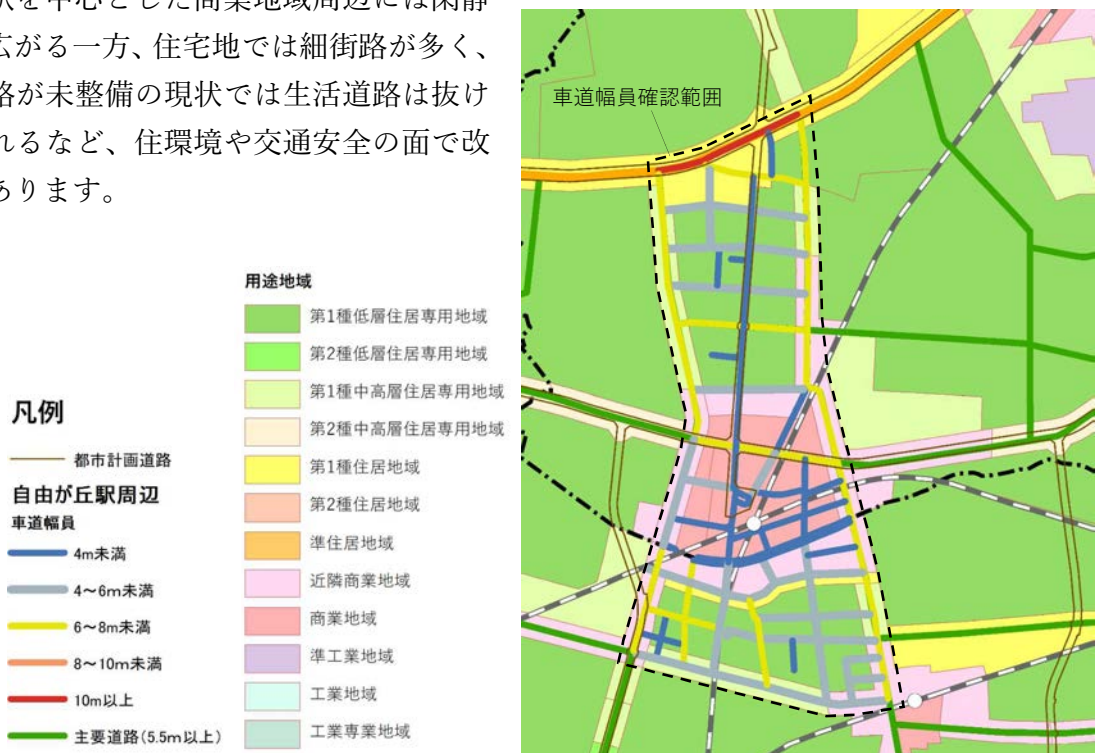 状を中心とした商業地域周辺には閑静
広がる一方、住宅地では細街路が多く、
路が未整備の現状では生活道路は抜け
れるなど、住環境や交通安全の面で改
あります。
車道幅員確認範囲
凡例
都市計画道路
自由が丘駅周辺
車道幅員
4m未満
4～6m未満
6～8m未満
8～10m未満
10m以上
主要道路(5.5m以上)
用途地域
第1種低層住居専用地域
第2種低層住居専用地域
第1種中高層住居専用地域
第2種中高層住居専用地域
第1種住居地域
第2種住居地域
準住居地域
近隣商業地域
商業地域
準工業地域
工業地域
工業専業地域